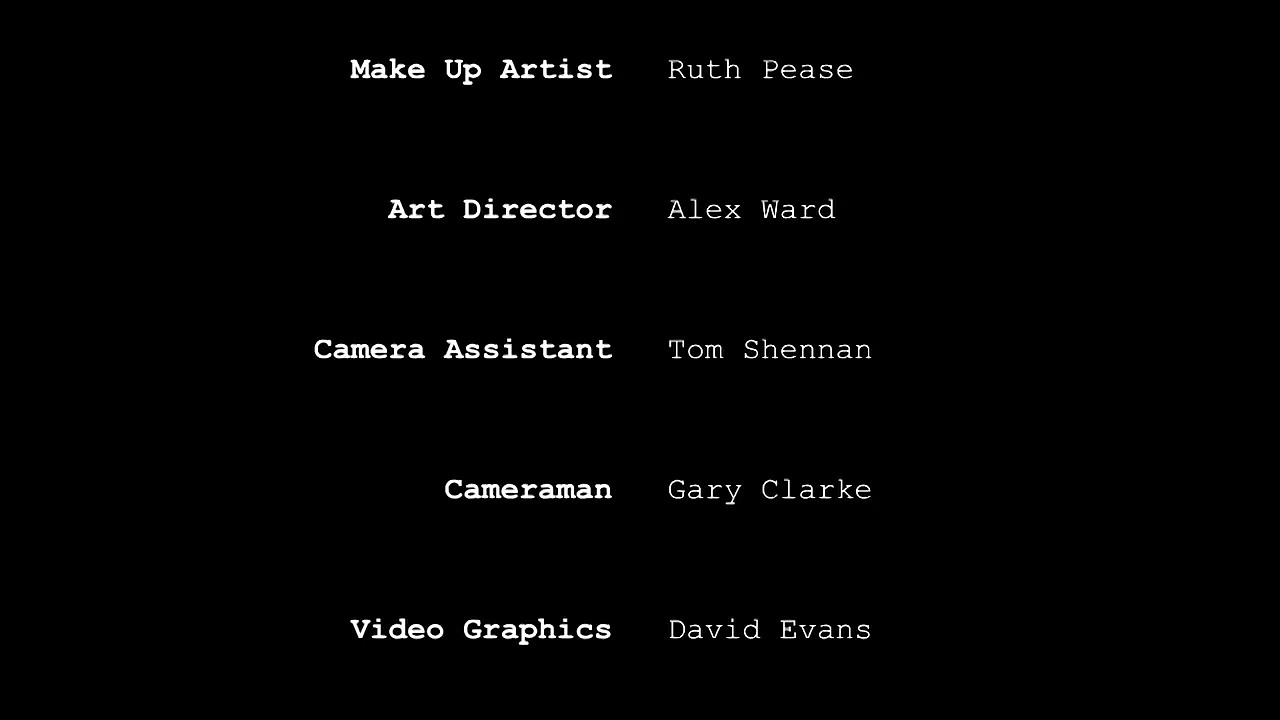 Make Up Artist Ruth Pease
Art Director Alex Ward
Camera Assistant Tom Shennan
Cameraman Gary Clarke
Video Graphics David Evans